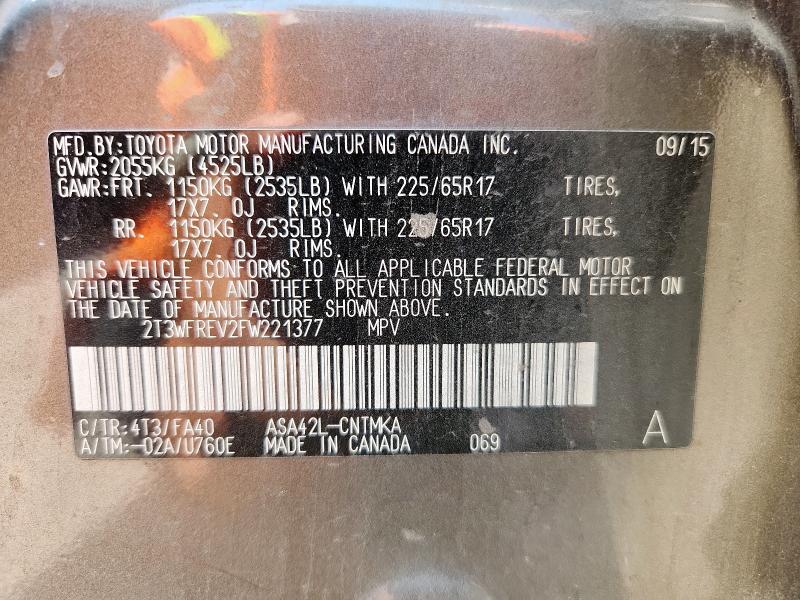 MFD.BY:TOYOTA MOTOR MANUFACTURING CANADA INC. 09/15
GVWR:2055KG (4525LB)
GAWR:FRT. 1150KG (2535LB) WITH 225/65R17 TIRES,
17X7.0J RIMS.
RR. 1150KG (2535LB) WITH 225/65R17 TIRES,
17X7.0J RIMS.
THIS VEHICLE CONFORMS TO ALL APPLICABLE FEDERAL MOTOR
VEHICLE SAFETY AND THEFT PREVENTION STANDARDS IN EFFECT ON
THE DATE OF MANUFACTURE SHOWN ABOVE.
2T3WFREV2FW221377 MPV
C/TR:4T3/FA40 ASA42L-CNTMKA
A/TM:-02A/U760E MADE IN CANADA 069 A